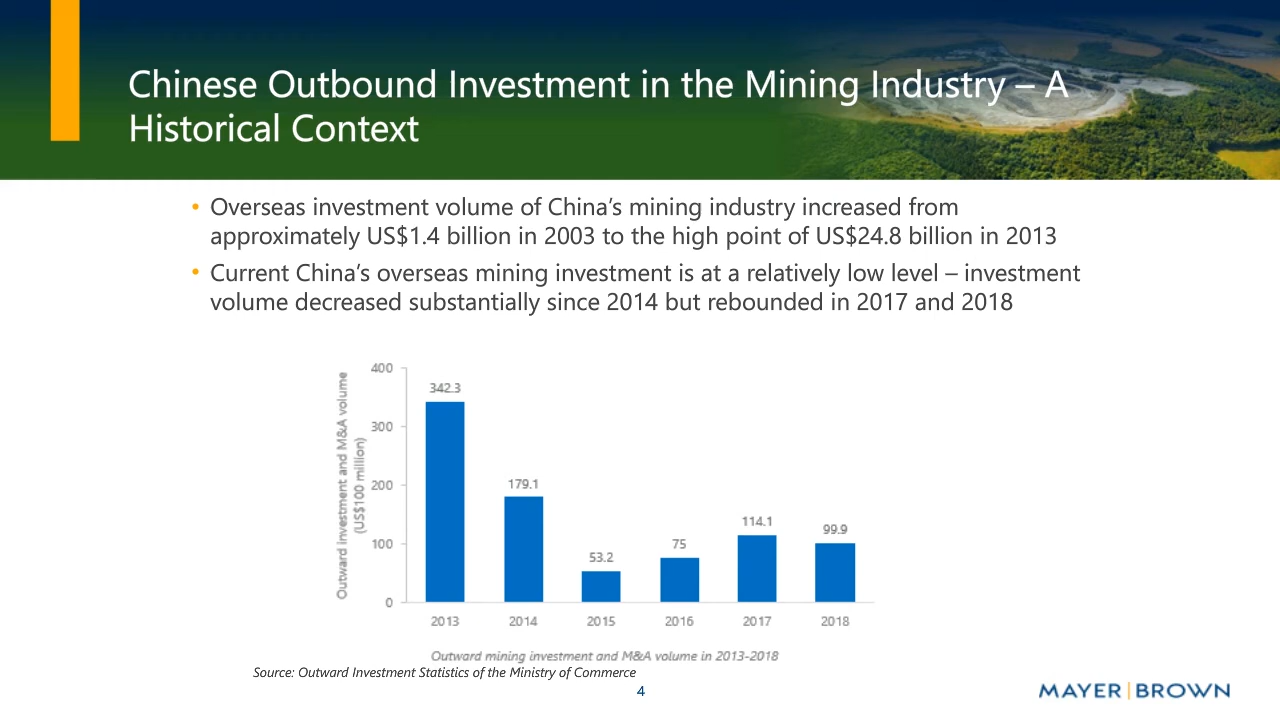 Chinese Outbound Investment in the Mining Industry – A
Historical Context
• Overseas investment volume of China’s mining industry increased from
approximately US$1.4 billion in 2003 to the high point of US$24.8 billion in 2013
• Current China’s overseas mining investment is at a relatively low level – investment
volume decreased substantially since 2014 but rebounded in 2017 and 2018
Outward investment and M&A volume
(US$100 million)
400
300
200
100
0
342.3
179.1
53.2
75
114.1
99.9
2013 2014 2015 2016 2017 2018
Outward mining investment and M&A volume in 2013-2018
Source: Outward Investment Statistics of the Ministry of Commerce
4
MAYER|BROWN